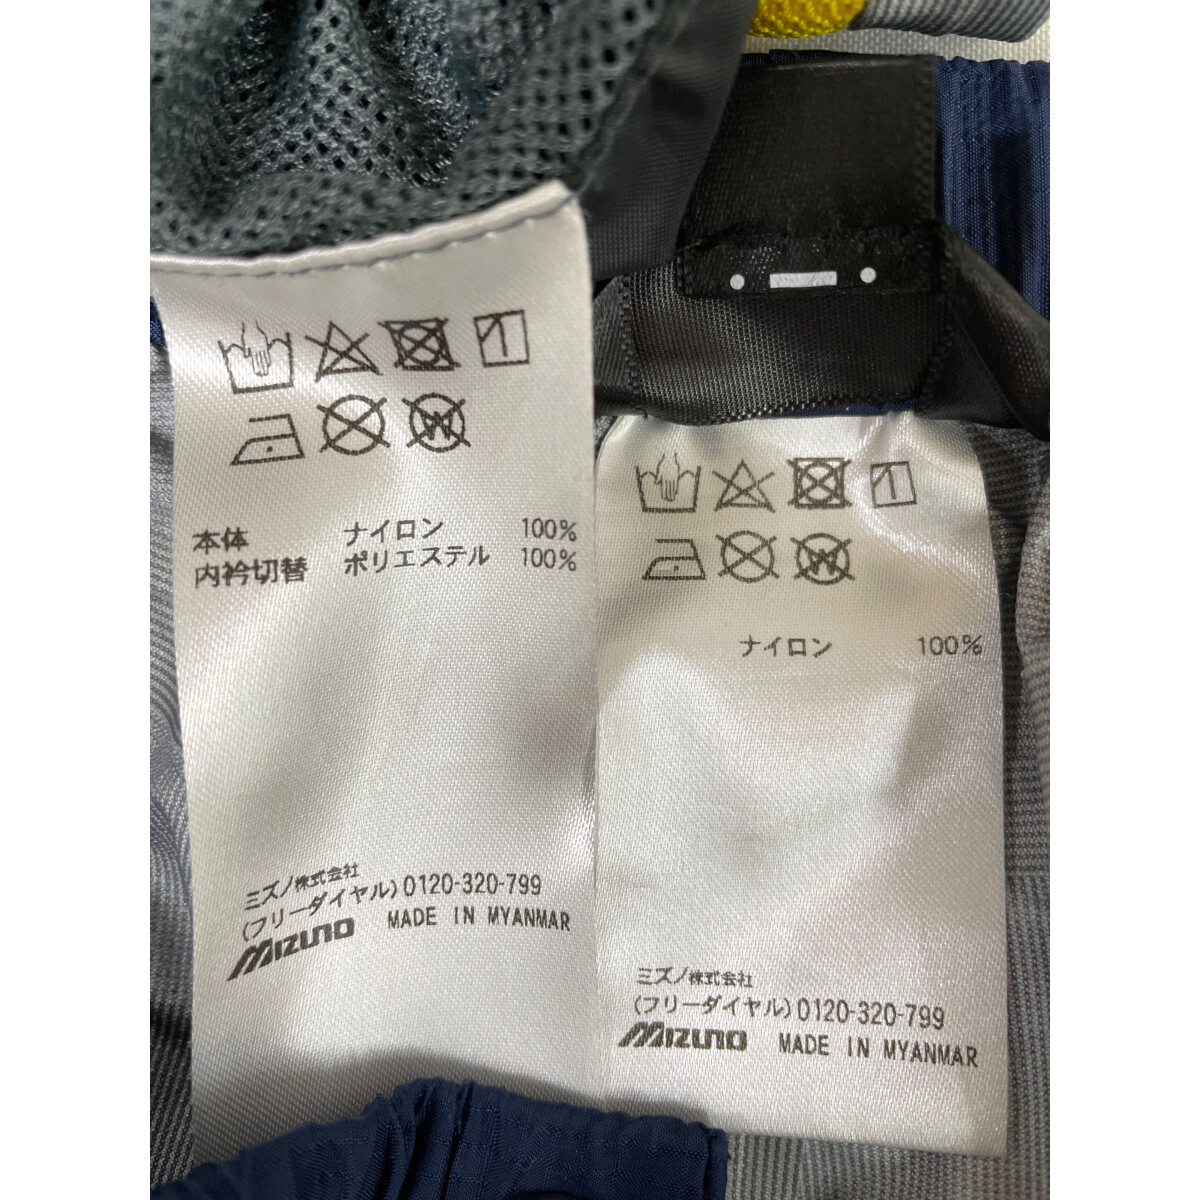 本体 ナイロン 100%
内衿切替 ポリエステル 100%
ミズノ株式会社
(フリーダイヤル)0120-320-799
MIZUNO MADE IN MYANMAR
ナイロン 100%
ミズノ株式会社
(フリーダイヤル)0120-320-799
MIZUNO MADE IN MYANMAR